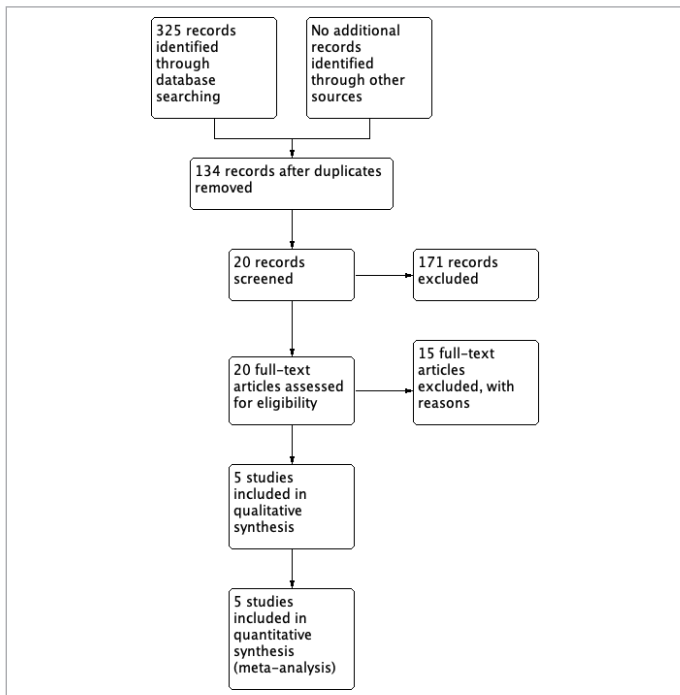 325 records
identified
through
database
searching
No additional
records
identified
through other
sources
134 records after duplicates
removed
20 records
screened
171 records
excluded
20 full-text
articles assessed
for eligibility
15 full-text
articles
excluded, with
reasons
5 studies
included in
qualitative
synthesis
5 studies
included in
quantitative
synthesis
(meta-analysis)